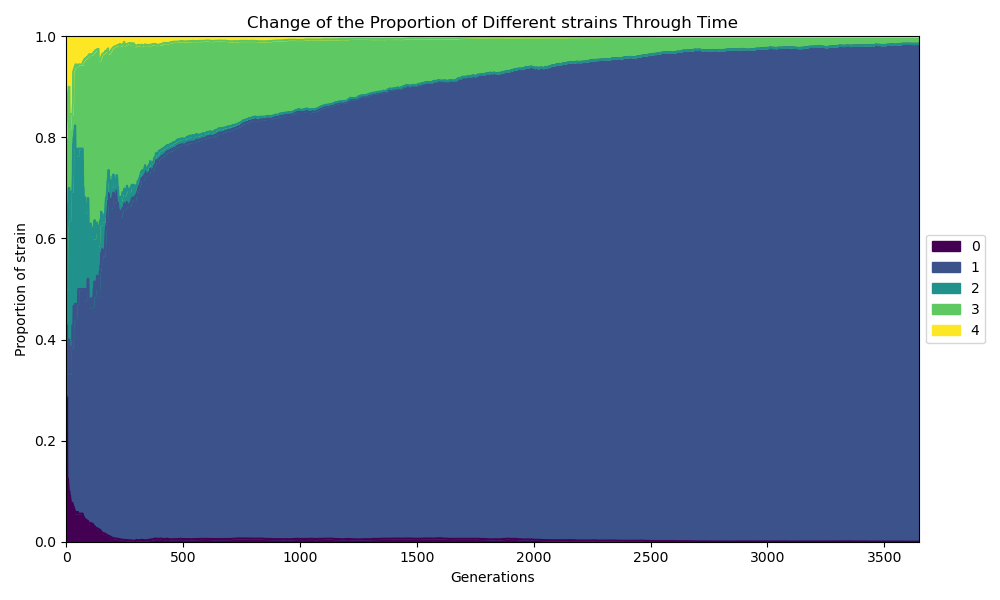 Change of the Proportion of Different strains Through Time
1.0
0.8
0.6
0.4
0.2
0.0
Proportion of strain
0
1
2
3
4
0 500 1000 1500 2000 2500 3000 3500
Generations